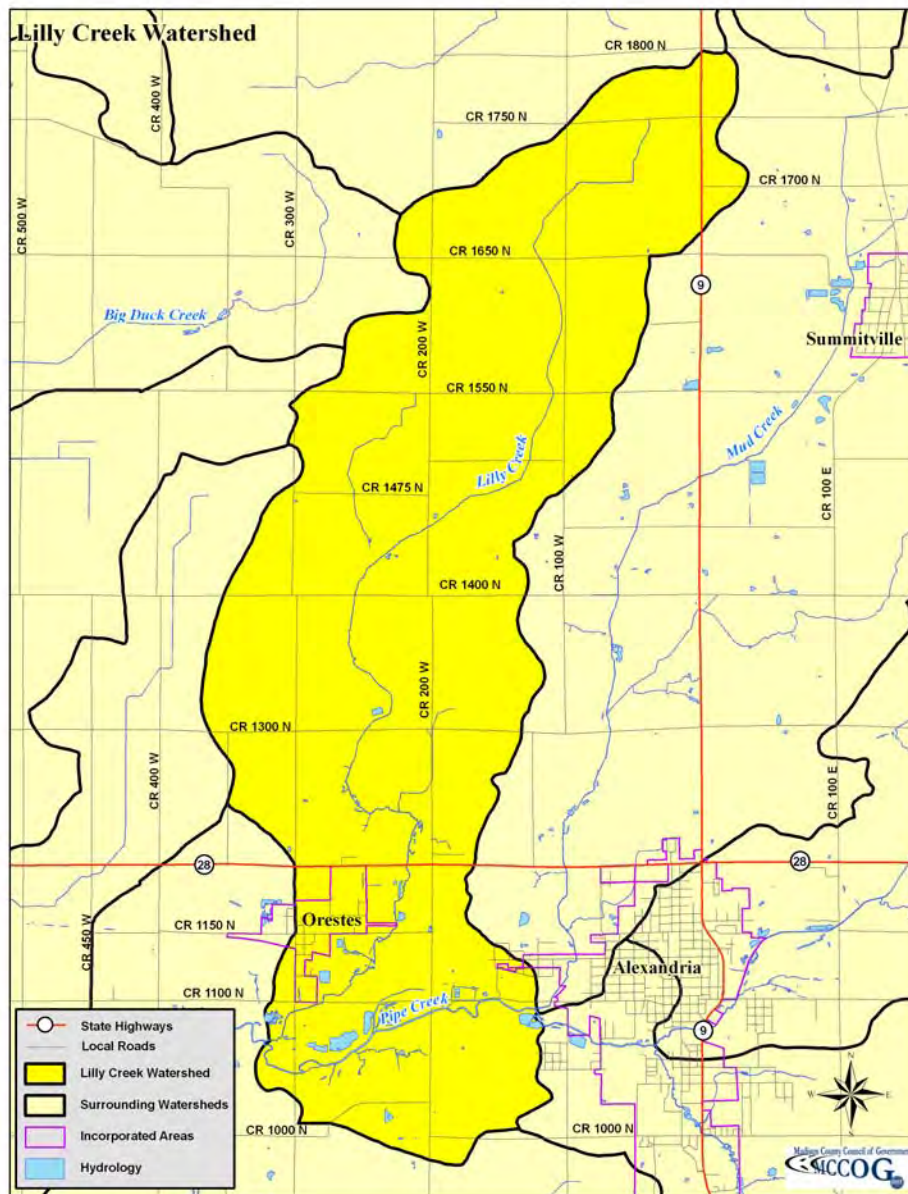 Lilly Creek Watershed
CR 1800 N
CR 400 W
CR 1750 N
CR 1700 N
CR 500 W
CR 300 W
CR 1650 N
9
Big Duck Creek
Summitville
CR 200 W
CR 1550 N
Mud Creek
Lilly Creek
CR 1475 N
CR 100 E
CR 100 W
CR 1400 N
CR 200 W
CR 1300 N
CR 400 W
CR 100 E
28
28
Orestes
CR 1150 N
CR 450 W
Alexandria
CR 1100 N
Pipe Creek
9
State Highways
Local Roads
Lilly Creek Watershed
Surrounding Watersheds
Incorporated Areas
Hydrology
CR 1000 N
CR 1000 N
N
W
E
S
Madison County Council of Government
MCCOG